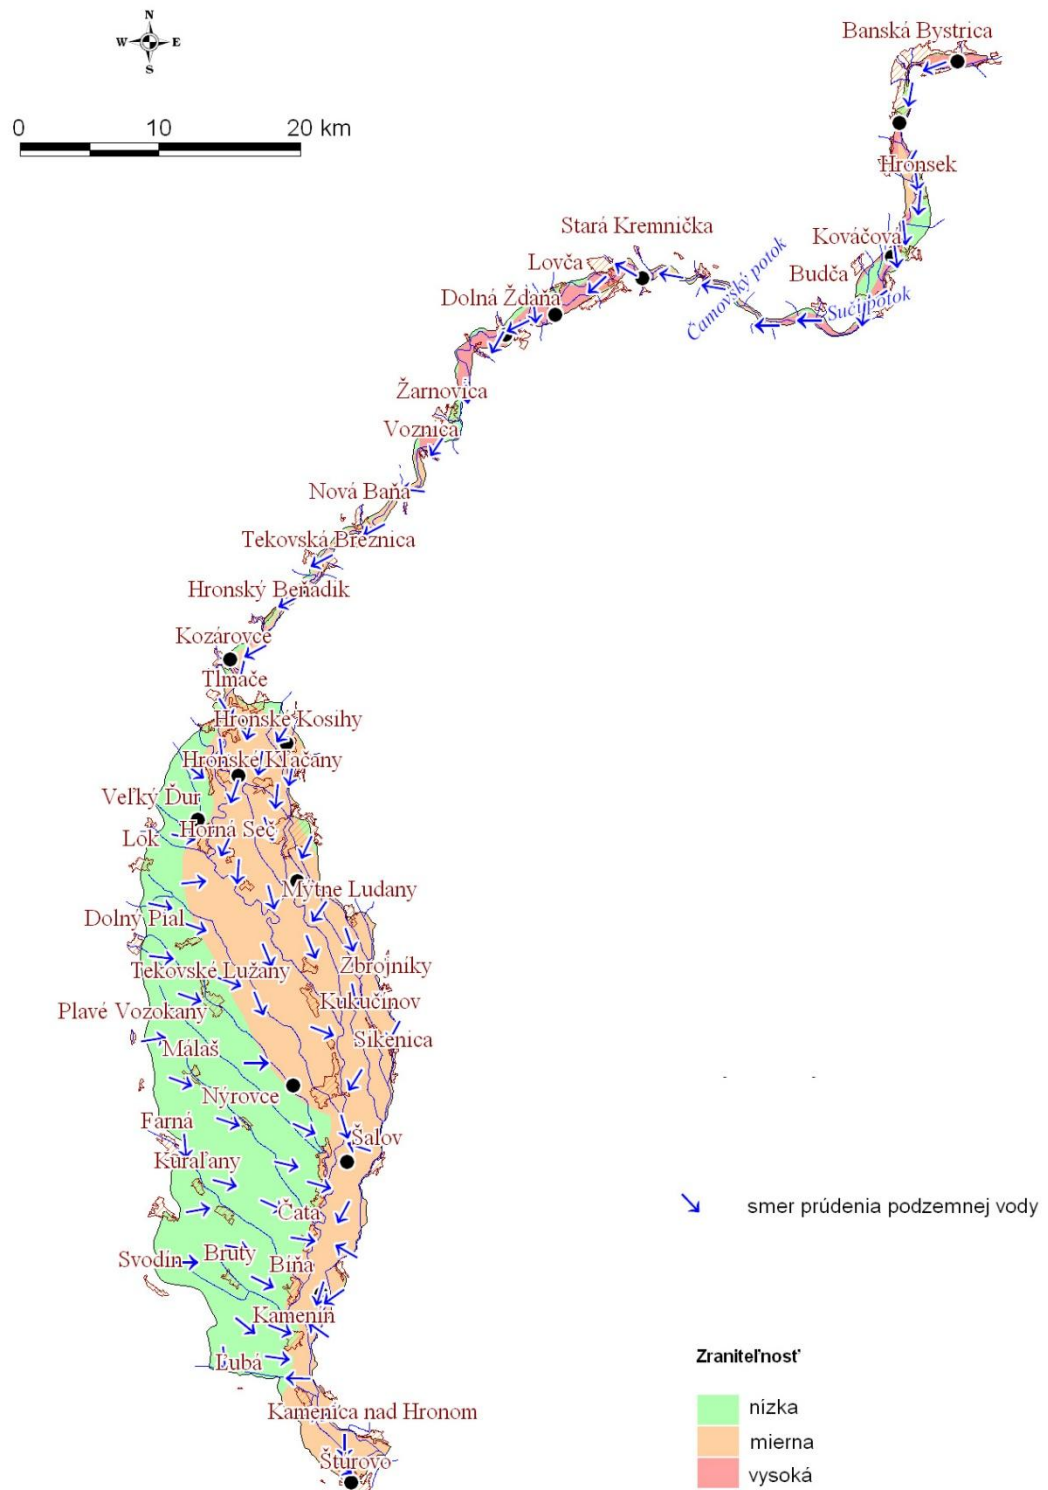 N
W E
S
0 10 20 km
Banská Bystrica
Hronsek
Kováčová
Budča
Sučí potok
Čamovský potok
Stará Kremnička
Lovča
Dolná Ždaňa
Žarnovica
Voznica
Nová Baňa
Tekovská Breznica
Hronský Beňadik
Kozárovce
Tlmače
Hronské Kosihy
Hronské Kľačany
Veľký Ďur
Horná Seč
Lok
Mýtne Ludany
Dolný Pial
Zbrojníky
Tekovské Lužany
Kukučínov
Plavé Vozokany
Sikenica
Málaš
Nýrovce
Farná
Šalov
Kuraľany
Čata
Bruty
Svodín
Bíňa
Kamenín
Ľubá
Kamenica nad Hronom
Štúrovo
smer prúdenia podzemnej vody
Zraniteľnosť
nízka
mierna
vysoká